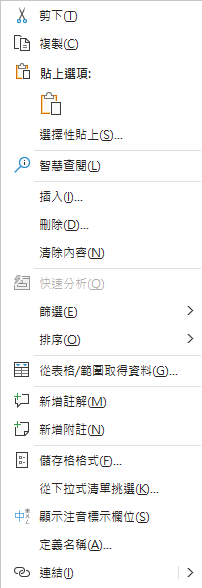 剪下(T)
複製(C)
貼上選項:
選擇性貼上(S)...
智慧查閱(L)
插入(I)...
刪除(D)...
清除內容(N)
快速分析(Q)
篩選(E)
排序(O)
從表格/範圍取得資料(G)...
新增註解(M)
新增附註(N)
儲存格格式(F)...
從下拉式清單挑選(K)...
顯示注音標示欄位(S)
定義名稱(A)...
連結(I)